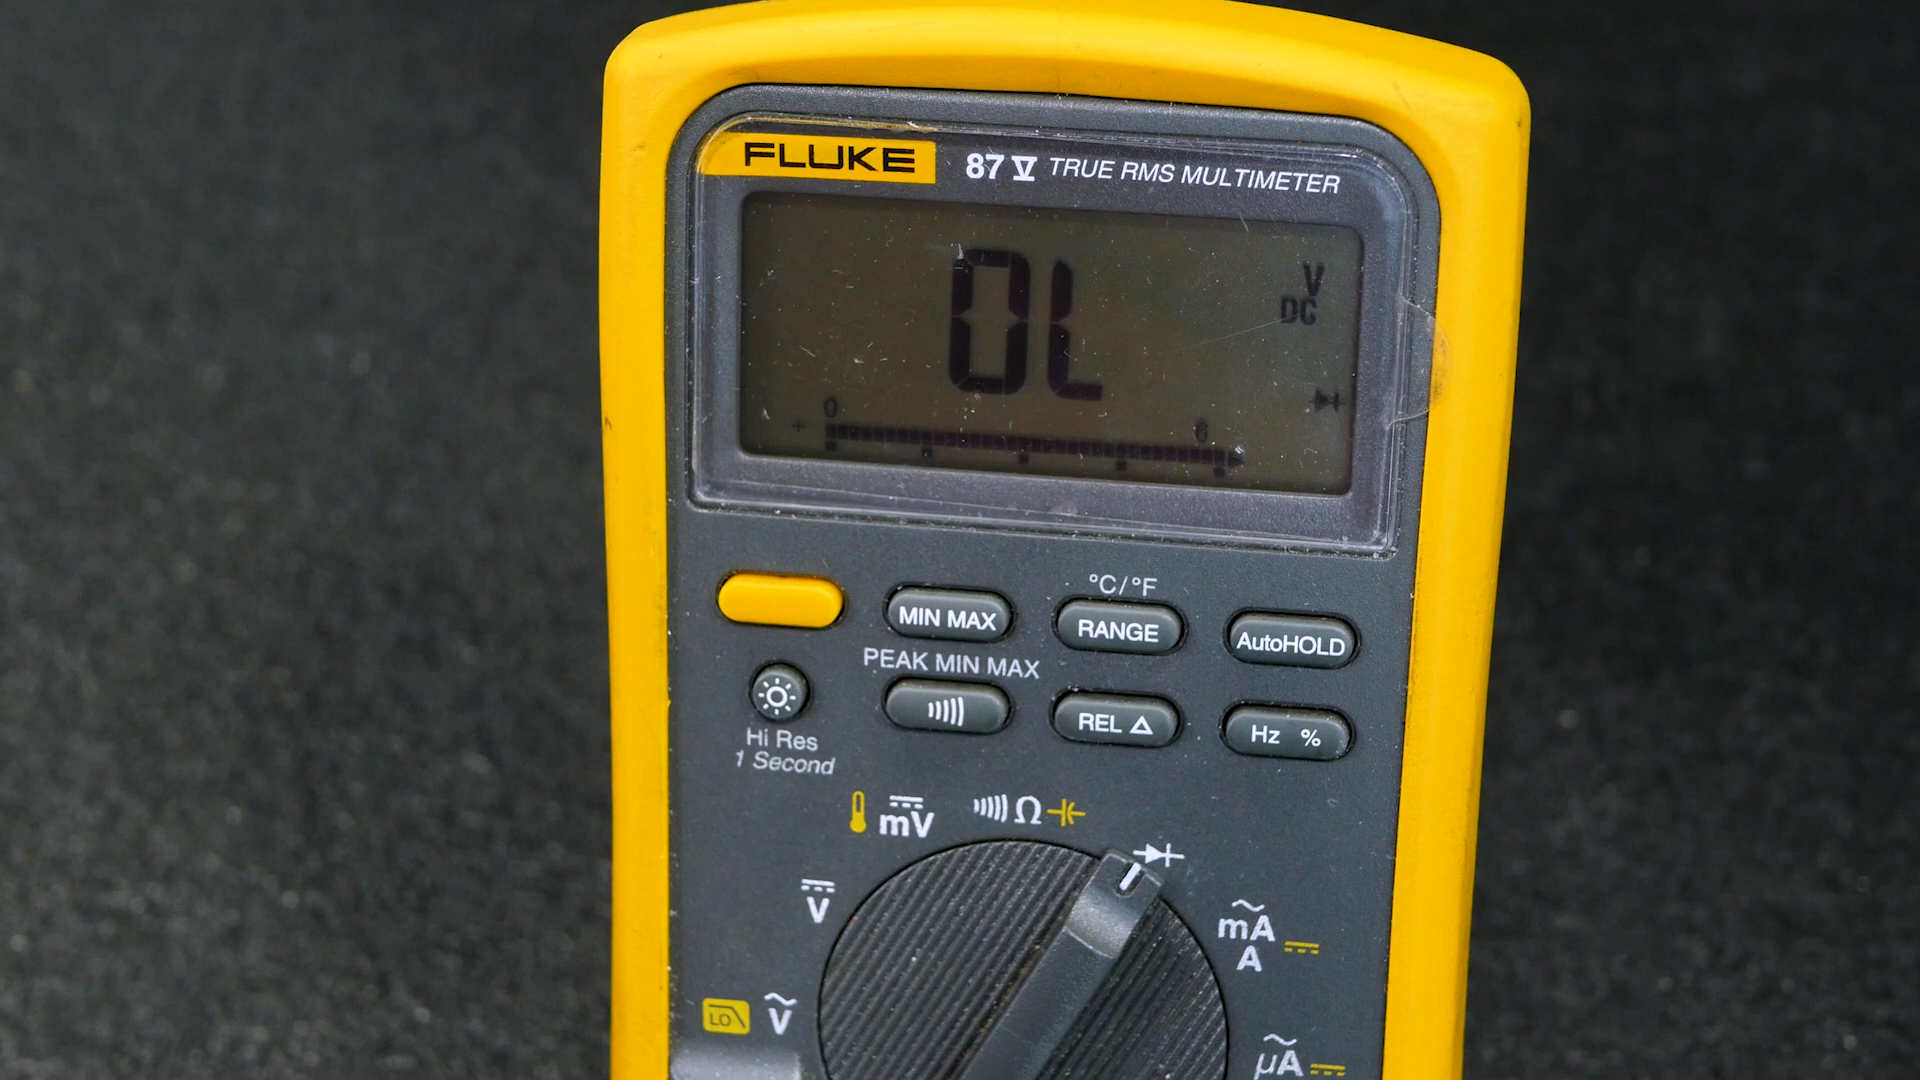 FLUKE 87 V TRUE RMS MULTIMETER
OL V
DC
0 6
°C/°F
MIN MAX RANGE AutoHOLD
PEAK MIN MAX
REL Δ Hz %
Hi Res
1 Second
mV Ω
V
mA
A
LO V
µA